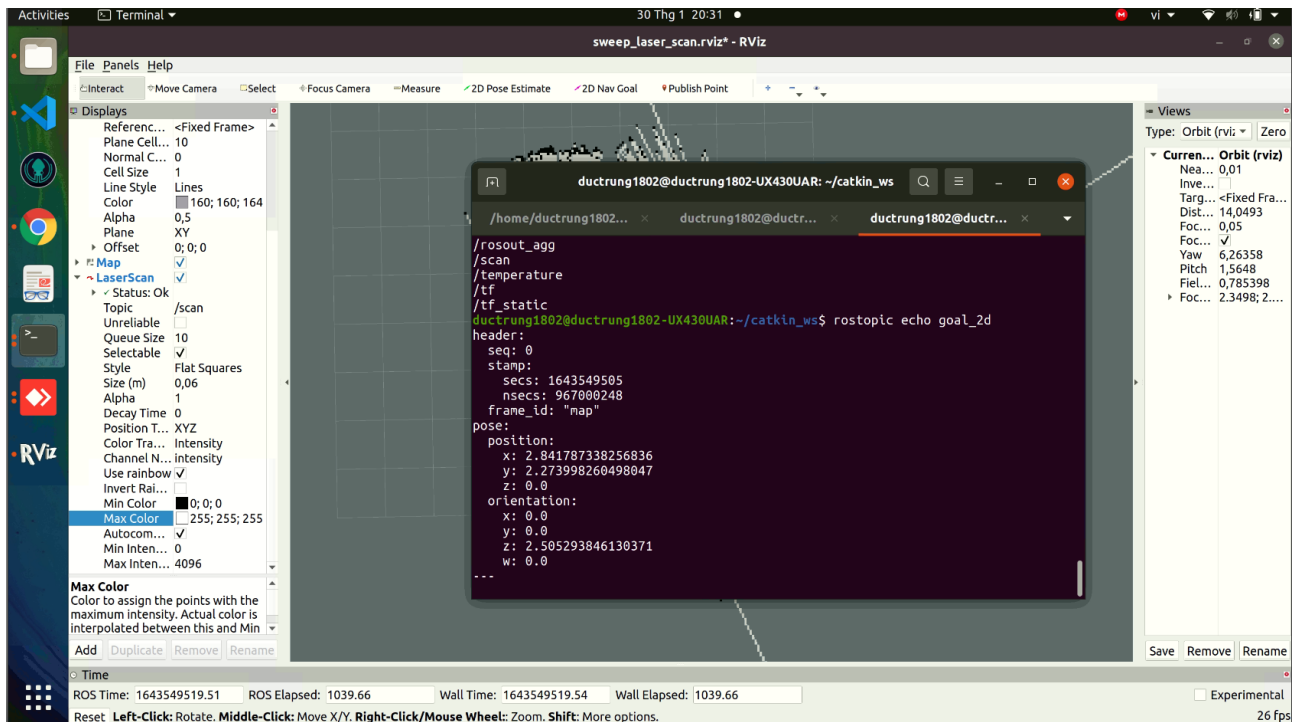 Activities Terminal 30 Thg 1 20:31 vi
sweep_laser_scan.rviz* - RViz
File Panels Help
Interact Move Camera Select Focus Camera Measure 2D Pose Estimate 2D Nav Goal Publish Point
Displays
Referenc... <Fixed Frame>
Plane Cell... 10
Normal C... 0
Cell Size 1
Line Style Lines
Color 160; 160; 164
Alpha 0,5
Plane XY
Offset 0; 0; 0
Map
LaserScan
Status: Ok
Topic /scan
Unreliable
Queue Size 10
Selectable
Style Flat Squares
Size (m) 0,06
Alpha 1
Decay Time 0
Position T... XYZ
Color Tra... Intensity
Channel N... intensity
Use rainbow
Invert Rai...
Min Color 0; 0; 0
Max Color 255; 255; 255
Autocom...
Min Inten... 0
Max Inten... 4096
Max Color
Color to assign the points with the
maximum intensity. Actual color is
interpolated between this and Min
Add Duplicate Remove Rename
RViz
ductrung1802@ductrung1802-UX430UAR: ~/catkin_ws
/home/ductrung1802... ductrung1802@ductr... ductrung1802@ductr...
/rosout_agg
/scan
/temperature
/tf
/tf_static
ductrung1802@ductrung1802-UX430UAR:~/catkin_ws$ rostopic echo goal_2d
header:
seq: 0
stamp:
secs: 1643549505
nsecs: 967000248
frame_id: "map"
pose:
position:
x: 2.841787338256836
y: 2.273998260498047
z: 0.0
orientation:
x: 0.0
y: 0.0
z: 2.505293846130371
w: 0.0
---
Views
Type: Orbit (rviz Zero
Curren... Orbit (rviz)
Nea... 0,01
Inve...
Targ... <Fixed Fra...
Dist... 14,0493
Foc... 0,05
Foc...
Yaw 6,26358
Pitch 1,5648
Fiel... 0,785398
Foc... 2.3498; 2....
Save Remove Rename
Time
ROS Time: 1643549519.51 ROS Elapsed: 1039.66 Wall Time: 1643549519.54 Wall Elapsed: 1039.66 Experimental
Reset Left-Click: Rotate. Middle-Click: Move X/Y. Right-Click/Mouse Wheel:: Zoom. Shift: More options. 26 fps